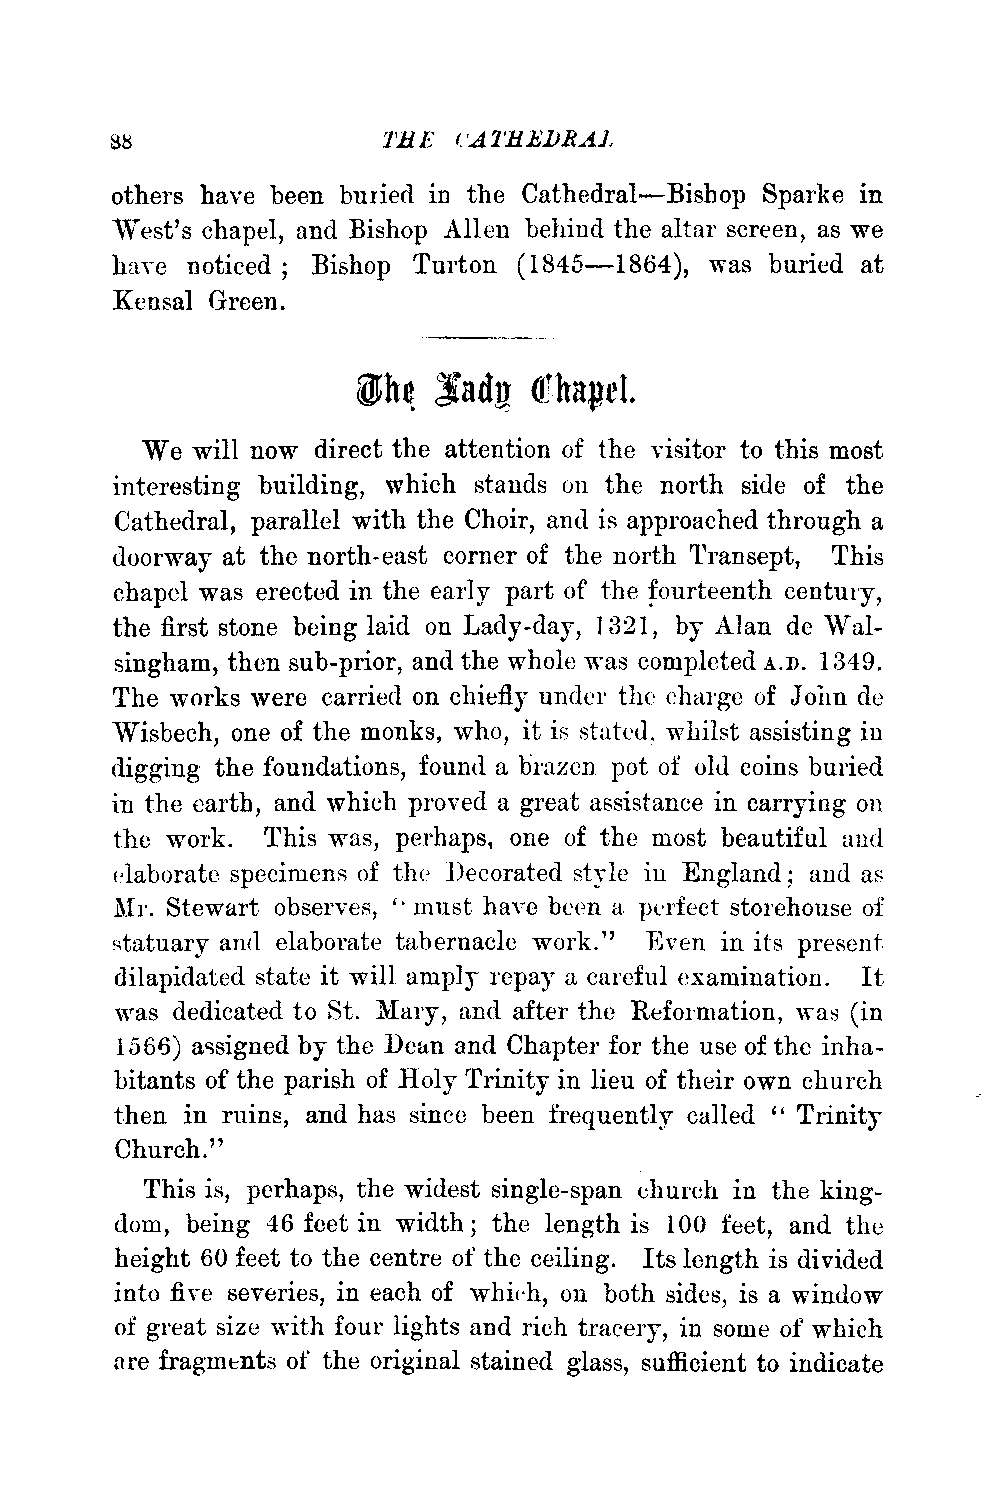 88 THE CATHEDRAL
others have been buried in the Cathedral—Bishop Sparke in
West's chapel, and Bishop Allen behind the altar screen, as we
have noticed ; Bishop Turton (1845—1864), was buried at
Kensal Green.
The Lady Chapel.
We will now direct the attention of the visitor to this most
interesting building, which stands on the north side of the
Cathedral, parallel with the Choir, and is approached through a
doorway at the north-east corner of the north Transept, This
chapel was erected in the early part of the fourteenth century,
the first stone being laid on Lady-day, 1321, by Alan de Wal-
singham, then sub-prior, and the whole was completed A.D. 1349.
The works were carried on chiefly under the charge of John de
Wisbech, one of the monks, who, it is stated, whilst assisting in
digging the foundations, found a brazen pot of old coins buried
in the earth, and which proved a great assistance in carrying on
the work. This was, perhaps, one of the most beautiful and
elaborate specimens of the Decorated style in England; and as
Mr. Stewart observes, “ must have been a perfect storehouse of
statuary and elaborate tabernacle work.” Even in its present
dilapidated state it will amply repay a careful examination. It
was dedicated to St. Mary, and after the Reformation, was (in
1566) assigned by the Dean and Chapter for the use of the inha-
bitants of the parish of Holy Trinity in lieu of their own church
then in ruins, and has since been frequently called “ Trinity
Church.”
This is, perhaps, the widest single-span church in the king-
dom, being 46 feet in width; the length is 100 feet, and the
height 60 feet to the centre of the ceiling. Its length is divided
into five severies, in each of which, on both sides, is a window
of great size with four lights and rich tracery, in some of which
are fragments of the original stained glass, sufficient to indicate